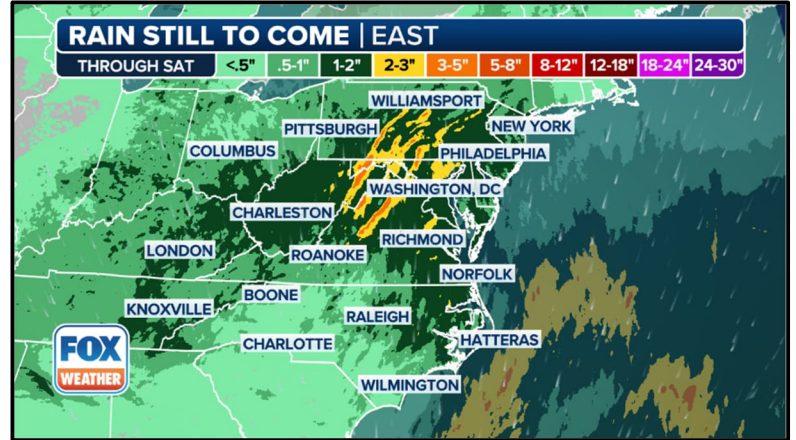 RAIN STILL TO COME | EAST
THROUGH SAT <.5" .5-1" 1-2" 2-3" 3-5" 5-8" 8-12" 12-18" 18-24" 24-30"
WILLIAMSPORT
PITTSBURGH
NEW YORK
COLUMBUS
PHILADELPHIA
WASHINGTON, DC
CHARLESTON
RICHMOND
LONDON
ROANOKE
NORFOLK
BOONE
KNOXVILLE
RALEIGH
CHARLOTTE
HATTERAS
FOX
WEATHER
WILMINGTON